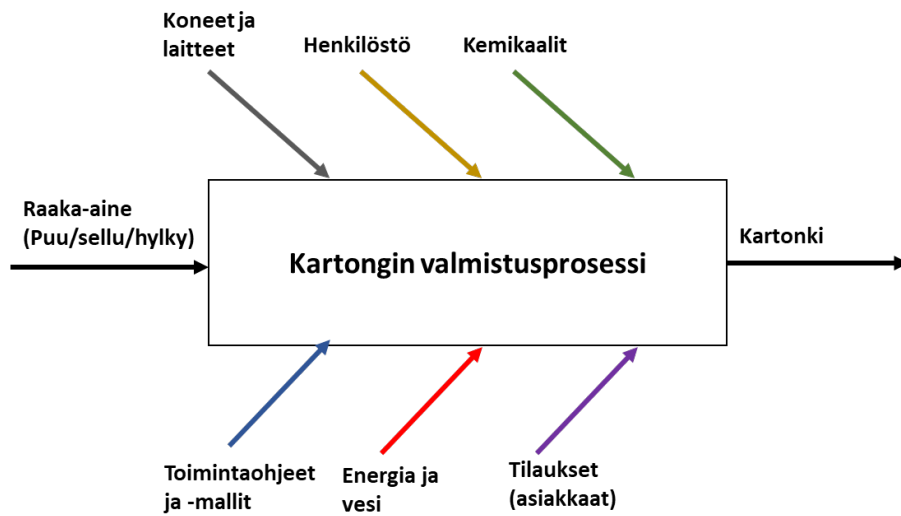 Koneet ja
laitteet
Henkilöstö
Kemikaalit
Raaka-aine
(Puu/sellu/hylky)
Kartongin valmistusprosessi
Kartonki
Toimintaohjeet
ja -mallit
Energia ja
vesi
Tilaukset
(asiakkaat)